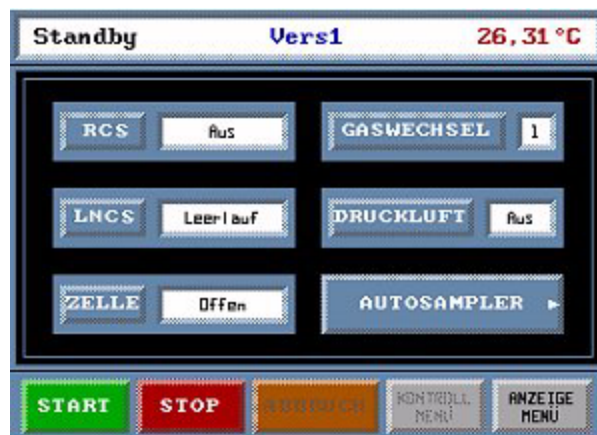 Standby Vers1 26,31 °C
RCS Aus GASWECHSEL 1
LNCS Leerlauf DRUCKLUFT Aus
ZELLE Offen AUTOSAMPLER ►
START STOP ABBRUCH KONTROLL MENÜ ANZEIGE MENÜ